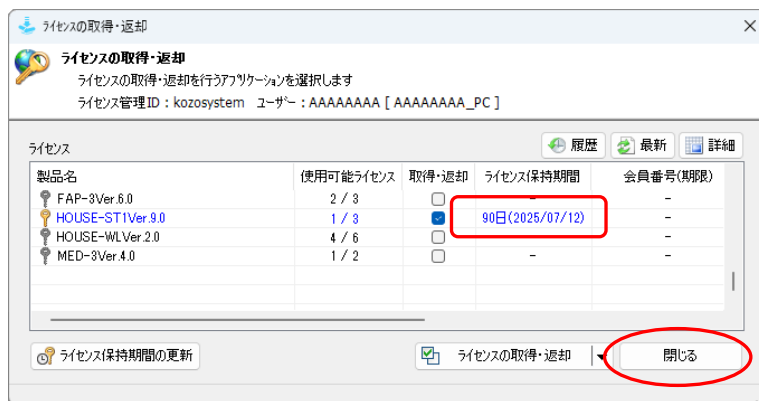 ライセンスの取得・返却
ライセンスの取得・返却
ライセンスの取得・返却を行うアプリケーションを選択します
ライセンス管理ID：kozosystem ユーザー：AAAAAAAA [ AAAAAAAA_PC ]
ライセンス 履歴 最新 詳細
製品名 使用可能ライセンス 取得・返却 ライセンス保持期間 会員番号(期限)
FAP-3Ver.6.0 2 / 3 - -
HOUSE-ST1Ver.9.0 1 / 3 90日(2025/07/12) -
HOUSE-WLVer.2.0 4 / 6 - -
MED-3Ver.4.0 1 / 2 - -
ライセンス保持期間の更新 ライセンスの取得・返却 閉じる